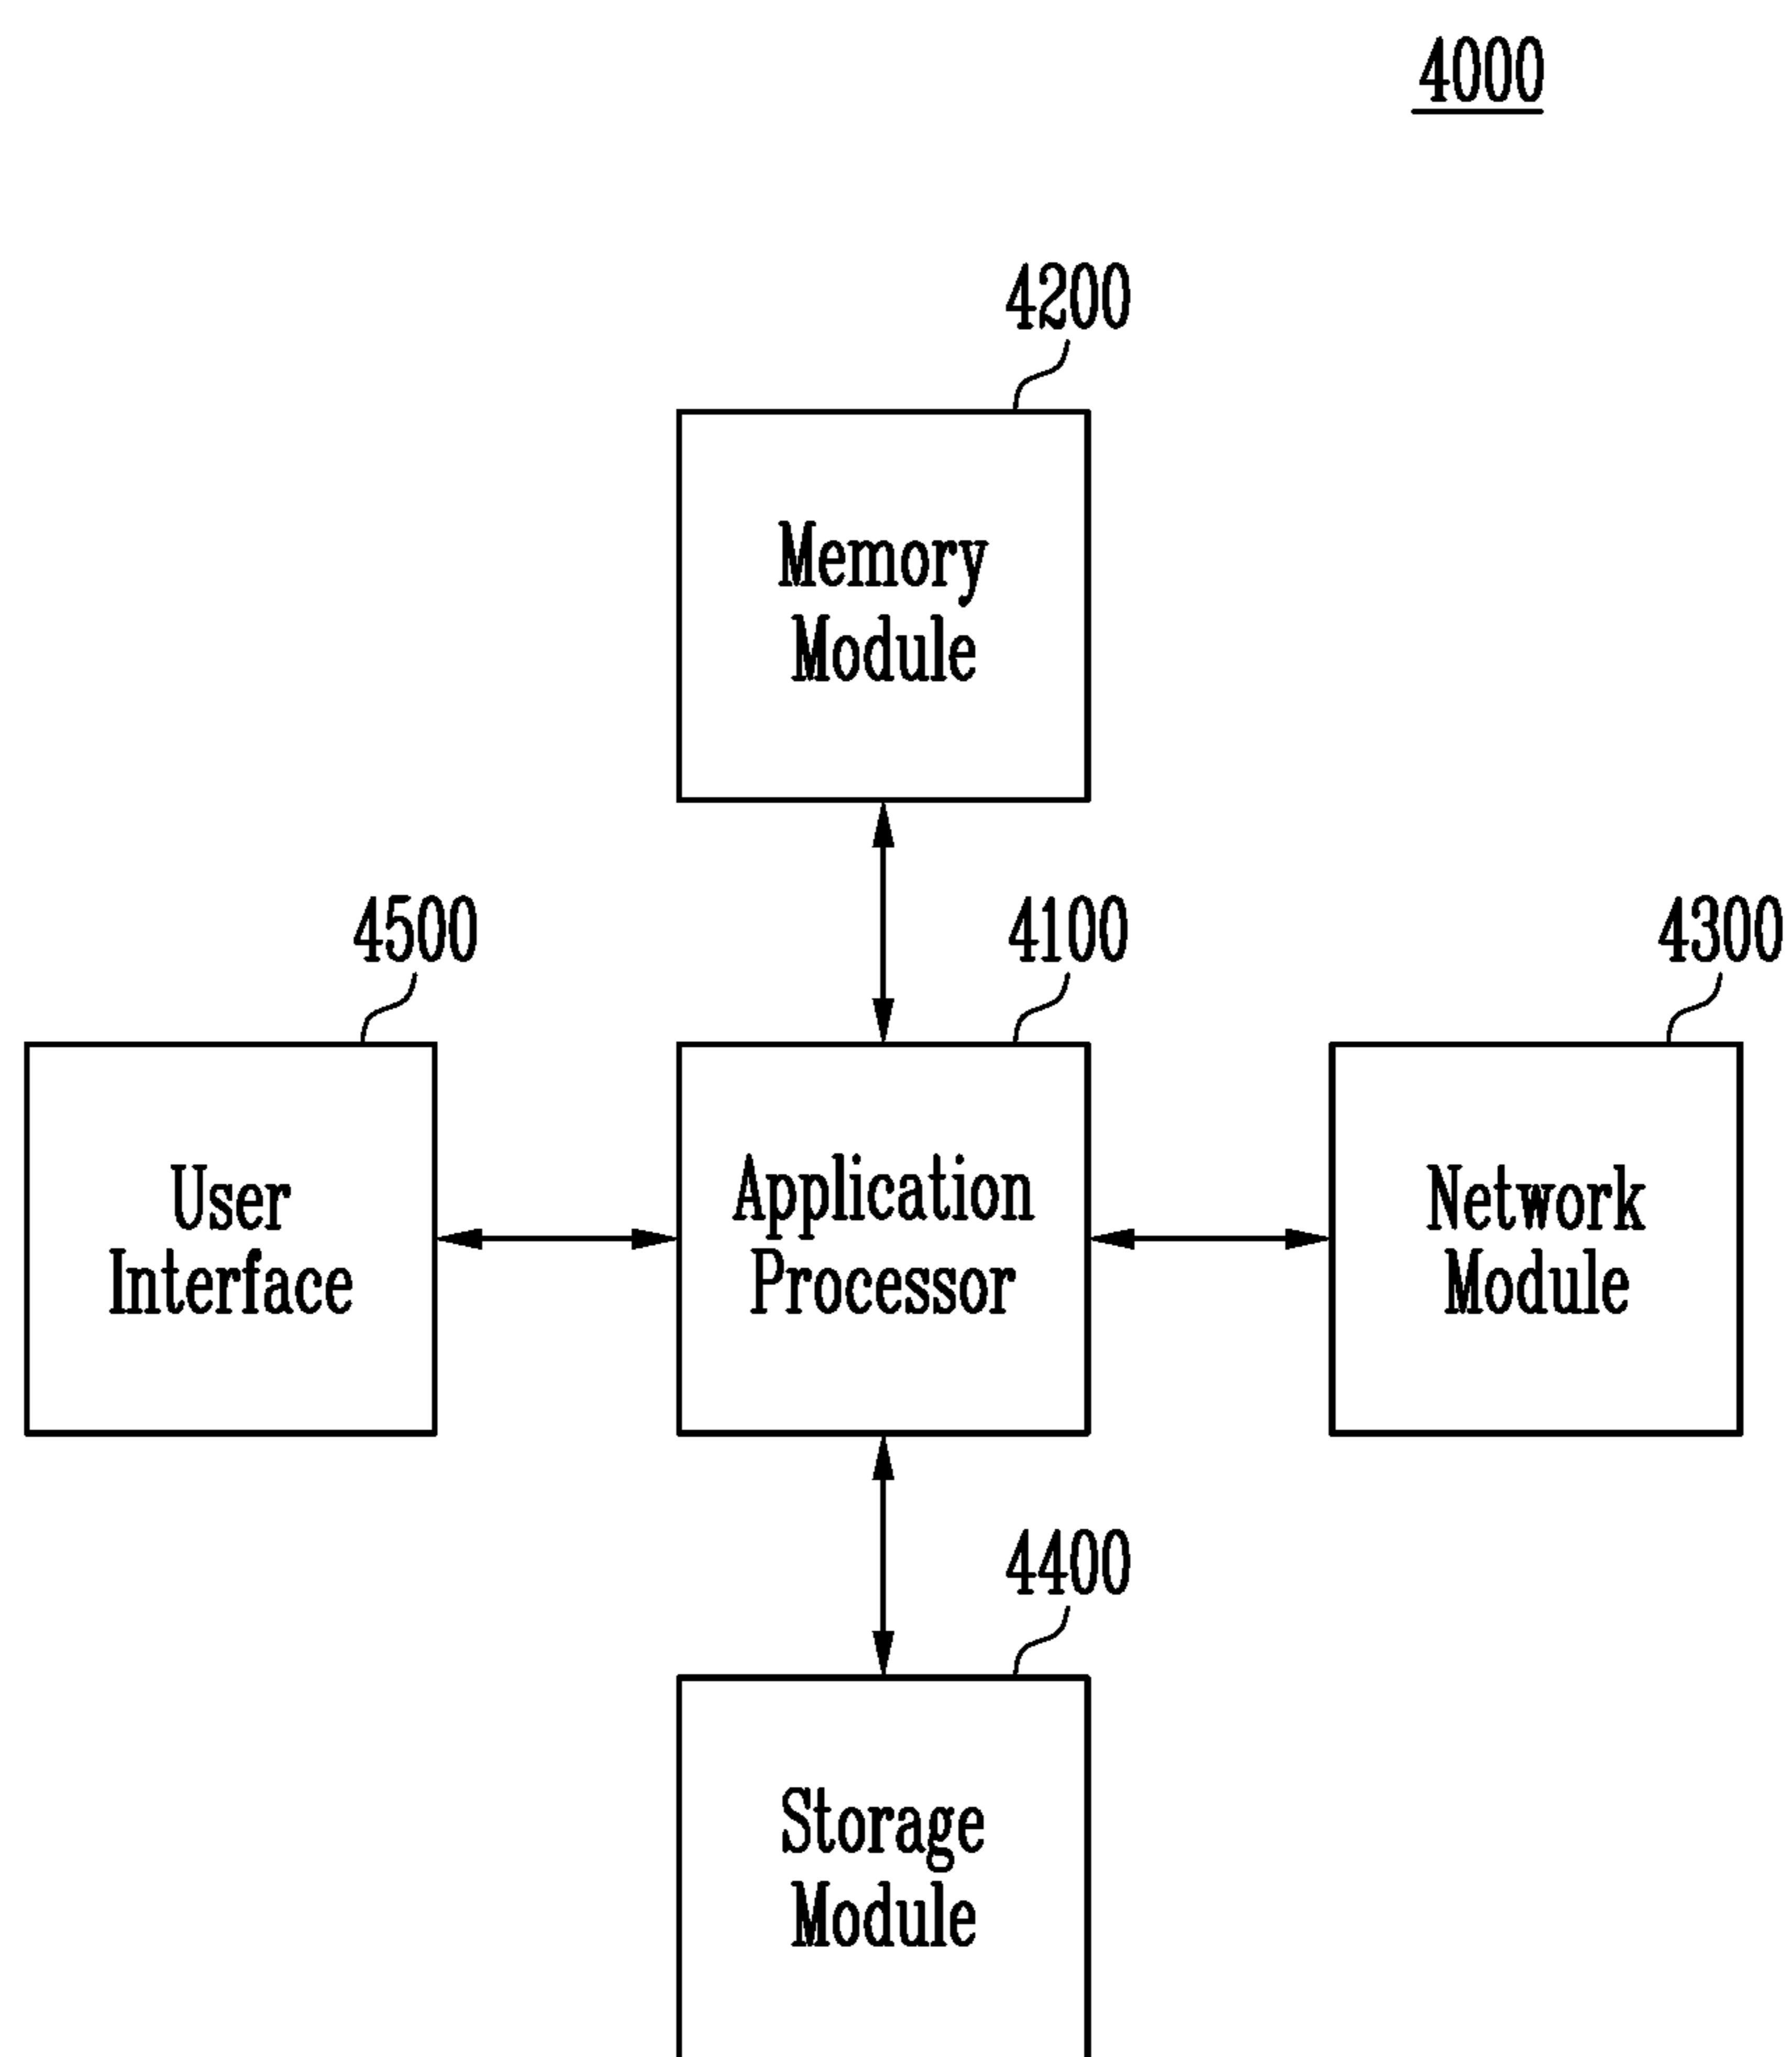 4000
4200
Memory
Module
4500
4100
4300
User
Interface
Application
Processor
Network
Module
4400
Storage
Module